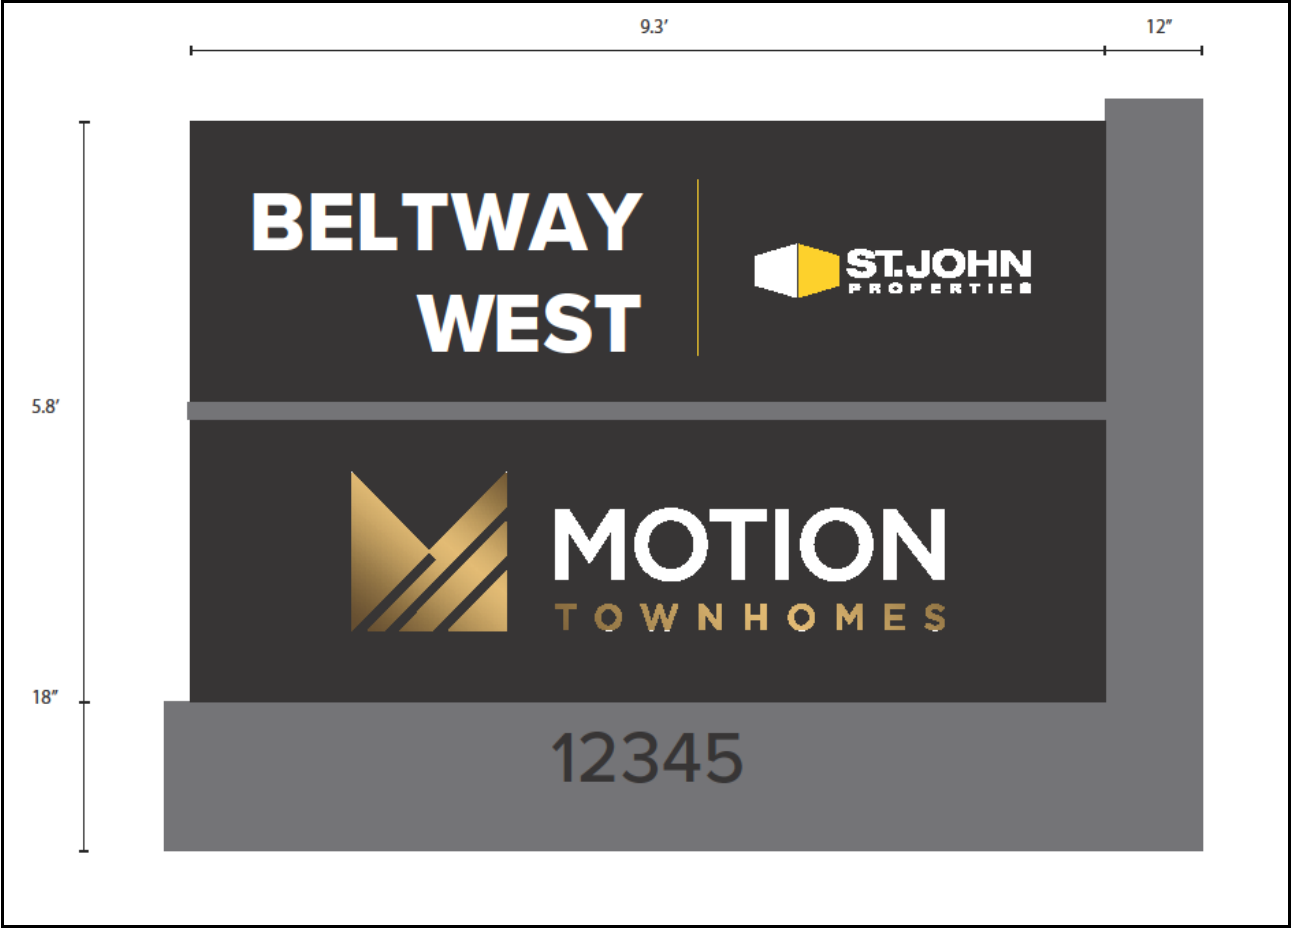 9.3′ 12″
BELTWAY
WEST
ST.JOHN
PROPERTIES
5.8′
MOTION
TOWNHOMES
18″
12345